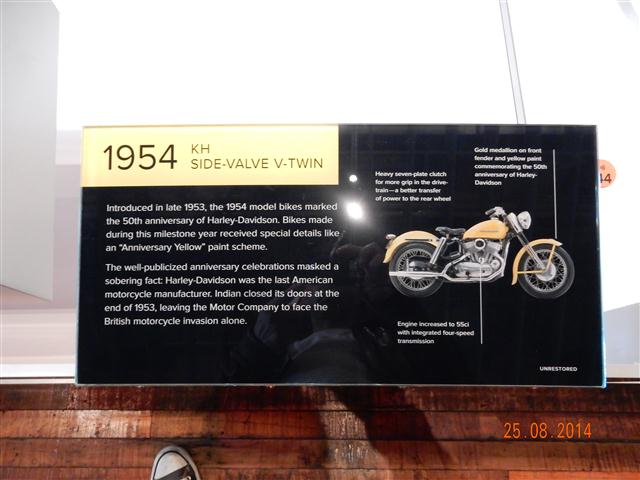 1954 KH
SIDE-VALVE V-TWIN
Introduced in late 1953, the 1954 model bikes marked
the 50th anniversary of Harley-Davidson. Bikes made
during this milestone year received special details like
an "Anniversary Yellow" paint scheme.
The well-publicized anniversary celebrations masked a
sobering fact: Harley-Davidson was the last American
motorcycle manufacturer. Indian closed its doors at the
end of 1953, leaving the Motor Company to face the
British motorcycle invasion alone.
Heavy seven-plate clutch
for more grip in the drive-
train—a better transfer
of power to the rear wheel
Gold medallion on front
fender and yellow paint
commemorating the 50th
anniversary of Harley-
Davidson
Engine increased to 55ci
with integrated four-speed
transmission
UNRESTORED
44
25.08.2014